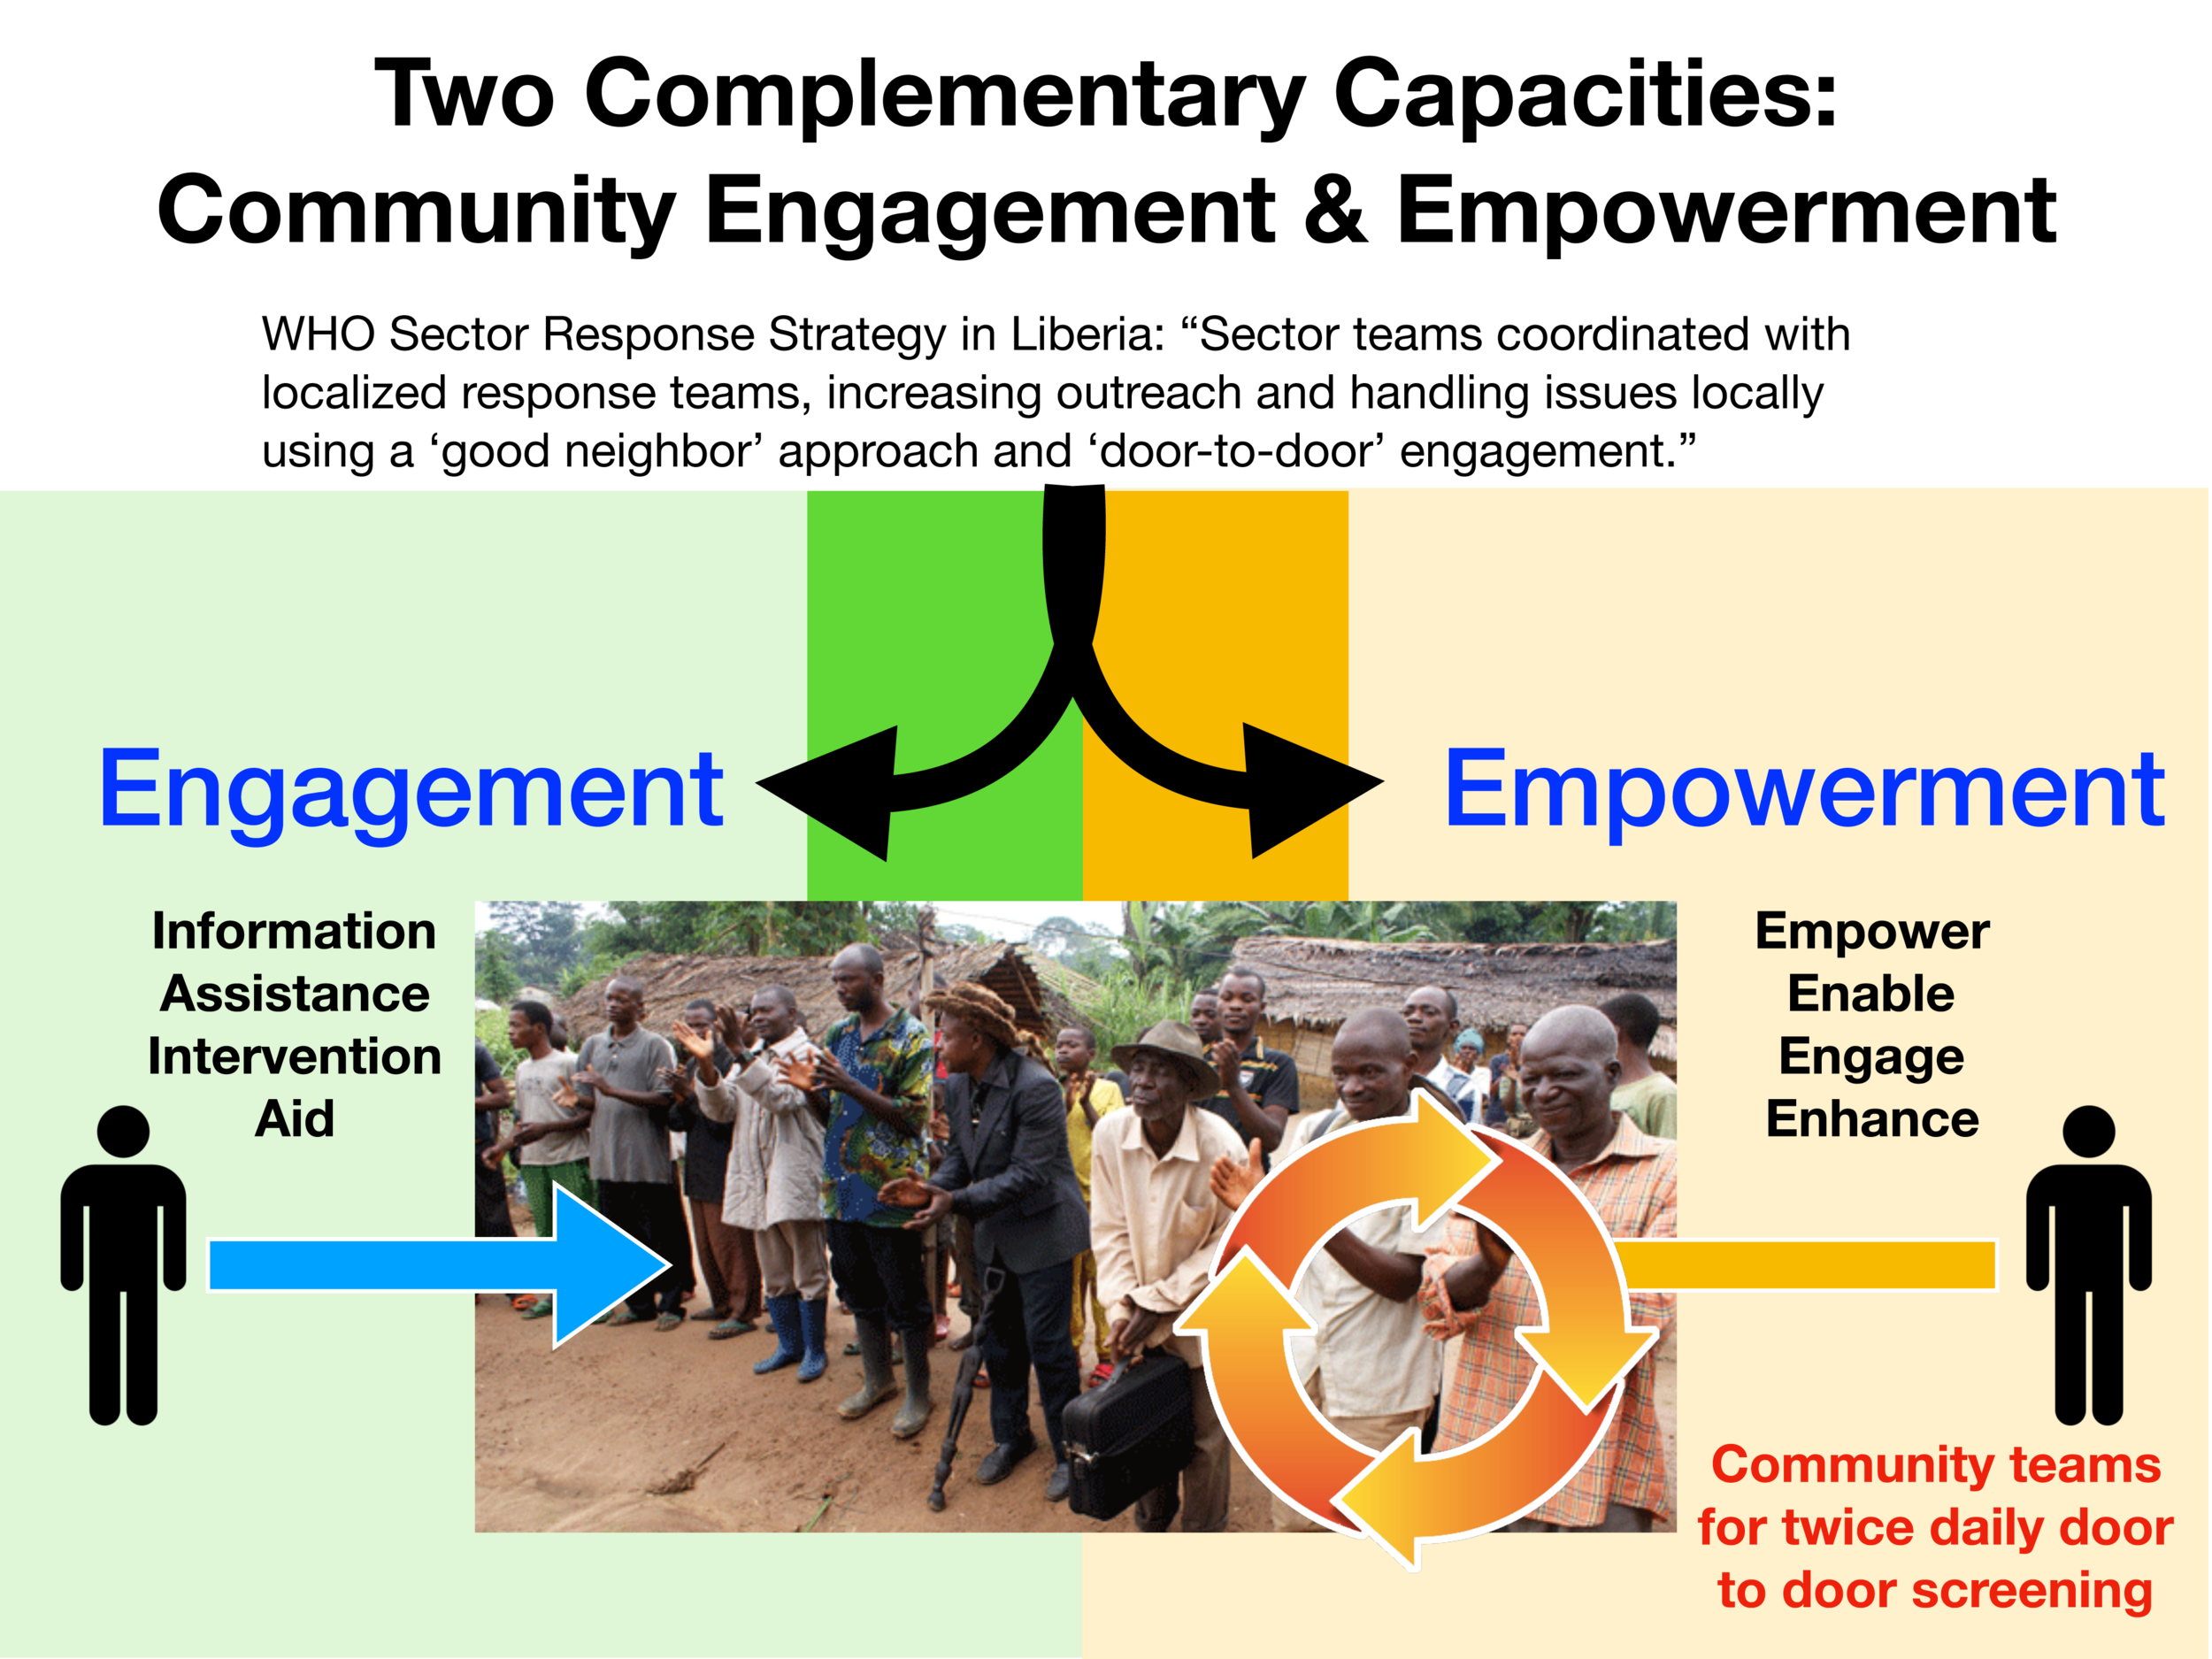 Two Complementary Capacities:
Community Engagement & Empowerment
WHO Sector Response Strategy in Liberia: “Sector teams coordinated with
localized response teams, increasing outreach and handling issues locally
using a ‘good neighbor’ approach and ‘door-to-door’ engagement.”
Engagement
Empowerment
Information
Assistance
Intervention
Aid
Empower
Enable
Engage
Enhance
Community teams
for twice daily door
to door screening